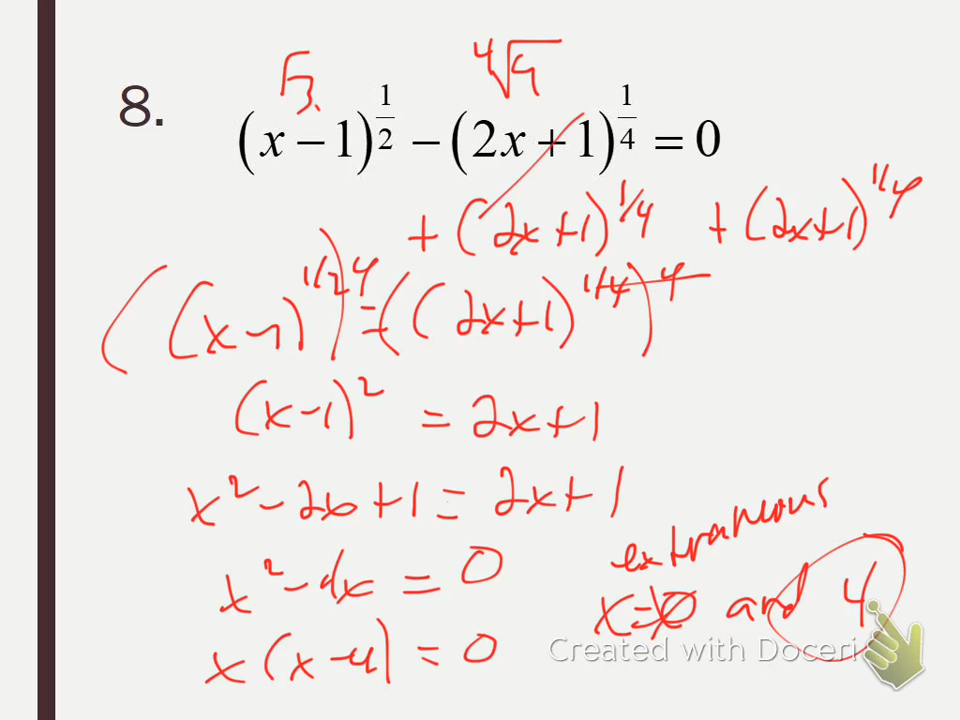 √3 ⁴√9
8. (x − 1)^(1/2) − (2x + 1)^(1/4) = 0
+ (2x+1)^1/4 + (2x+1)^1/4
((x−1)^1/2)^4 = ((2x+1)^1/4)^4
(x−1)^2 = 2x+1
x^2 − 2x + 1 = 2x + 1
extraneous
x^2 − 4x = 0
x = 0 and 4
x(x−4) = 0
Created with Doceri